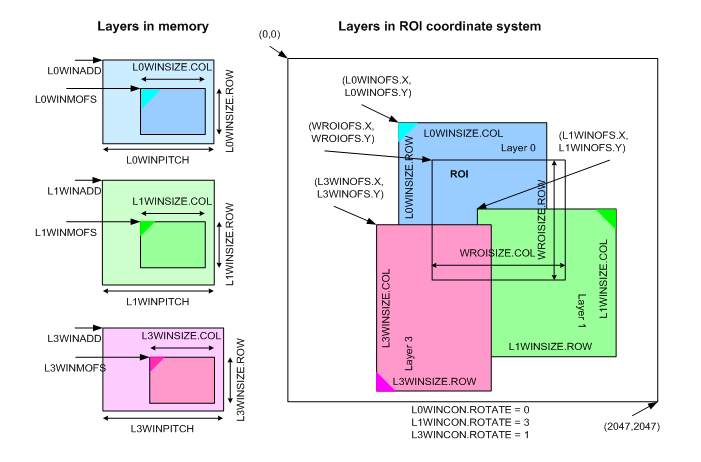 Layers in memory
Layers in ROI coordinate system
L0WINADD
L0WINSIZE.COL
L0WINMOFS
L0WINSIZE.ROW
L0WINPITCH
L1WINADD
L1WINSIZE.COL
L1WINMOFS
L1WINSIZE.ROW
L1WINPITCH
L3WINADD
L3WINSIZE.COL
L3WINMOFS
L3WINSIZE.ROW
L3WINPITCH
(0,0)
(L0WINOFS.X,
L0WINOFS.Y)
(WROIOFS.X,
WROIOFS.Y)
(L1WINOFS.X,
L1WINOFS.Y)
(L3WINOFS.X,
L3WINOFS.Y)
L0WINSIZE.COL
L0WINSIZE.ROW
Layer 0
ROI
WROISIZE.ROW
WROISIZE.COL
L1WINSIZE.COL
Layer 1
L1WINSIZE.ROW
L3WINSIZE.COL
Layer 3
L3WINSIZE.ROW
L0WINCON.ROTATE = 0
L1WINCON.ROTATE = 3
L3WINCON.ROTATE = 1
(2047,2047)